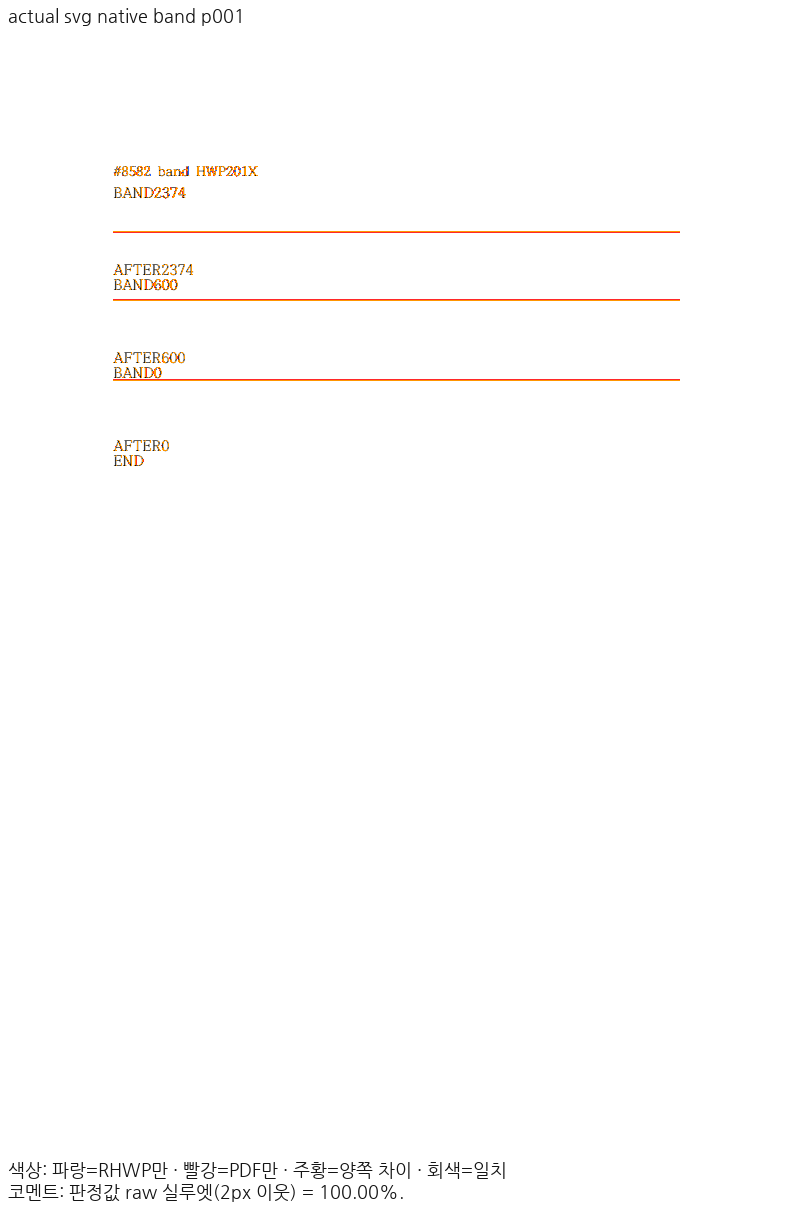 actual svg native band p001
#8582 band HWP201X
BAND2374
AFTER2374
BAND600
AFTER600
BAND0
AFTER0
END
색상: 파랑=RHWP만 · 빨강=PDF만 · 주황=양쪽 차이 · 회색=일치
코멘트: 판정값 raw 실루엣(2px 이웃) = 100.00%.